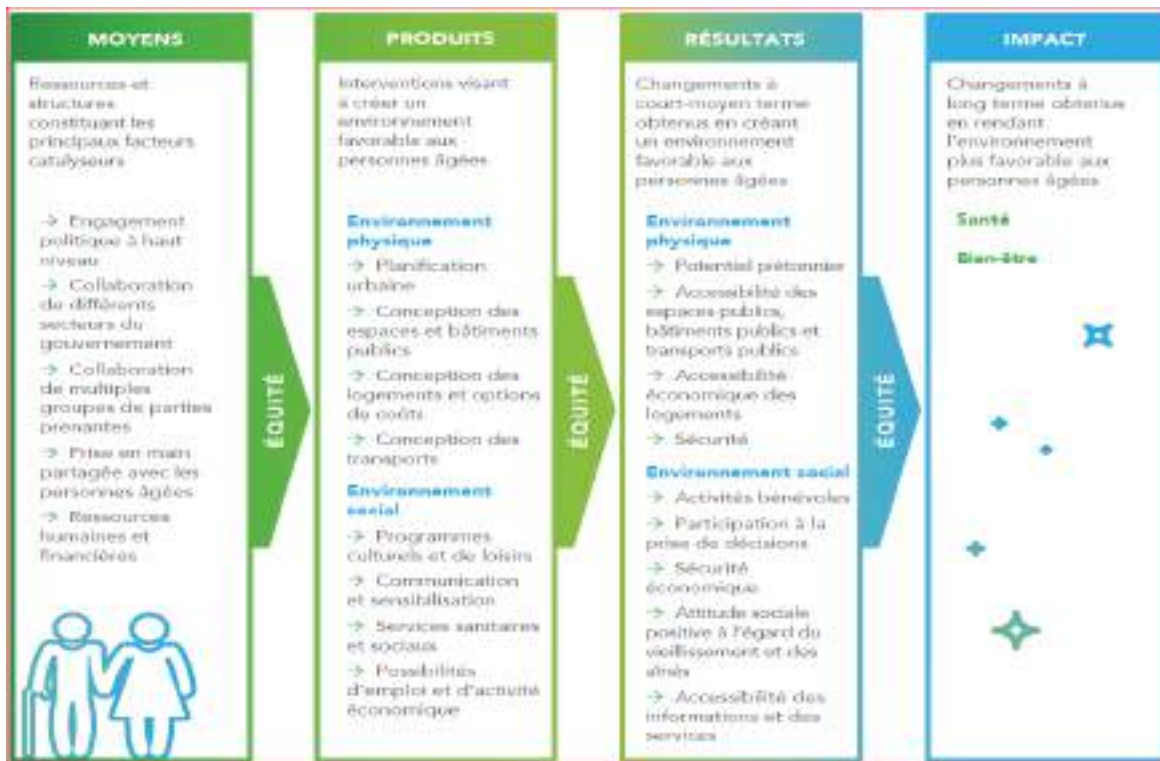 MOYENS
Ressources et
structures
constituant les
principaux facteurs
catalyseurs
→ Engagement
politique à haut
niveau
→ Collaboration
de différents
secteurs du
gouvernement
→ Collaboration
de multiples
groupes de parties
prenantes
→ Prise en main
partagée avec les
personnes âgées
→ Ressources
humaines et
financières
ÉQUITÉ
PRODUITS
Interventions visant
à créer un
environnement
favorable aux
personnes âgées
Environnement
physique
→ Planification
urbaine
→ Conception des
espaces et bâtiments
publics
→ Conception des
logements et options
de coûts
→ Conception des
transports
Environnement
social
→ Programmes
culturels et de loisirs
→ Communication
et sensibilisation
→ Services sanitaires
et sociaux
→ Possibilités
d'emploi et d'activité
économique
ÉQUITÉ
RÉSULTATS
Changements à
court-moyen terme
obtenus en créant
un environnement
favorable aux
personnes âgées
Environnement
physique
→ Potentiel piétonnier
→ Accessibilité des
espaces publics,
bâtiments publics et
transports publics
→ Accessibilité
économique des
logements
→ Sécurité
Environnement social
→ Activités bénévoles
→ Participation à la
prise de décisions
→ Sécurité
économique
→ Attitude sociale
positive à l'égard du
vieillissement et des
aînés
→ Accessibilité des
informations et des
services
ÉQUITÉ
IMPACT
Changements à
long terme obtenus
en rendant
l'environnement
plus favorable aux
personnes âgées
Santé
Bien-être